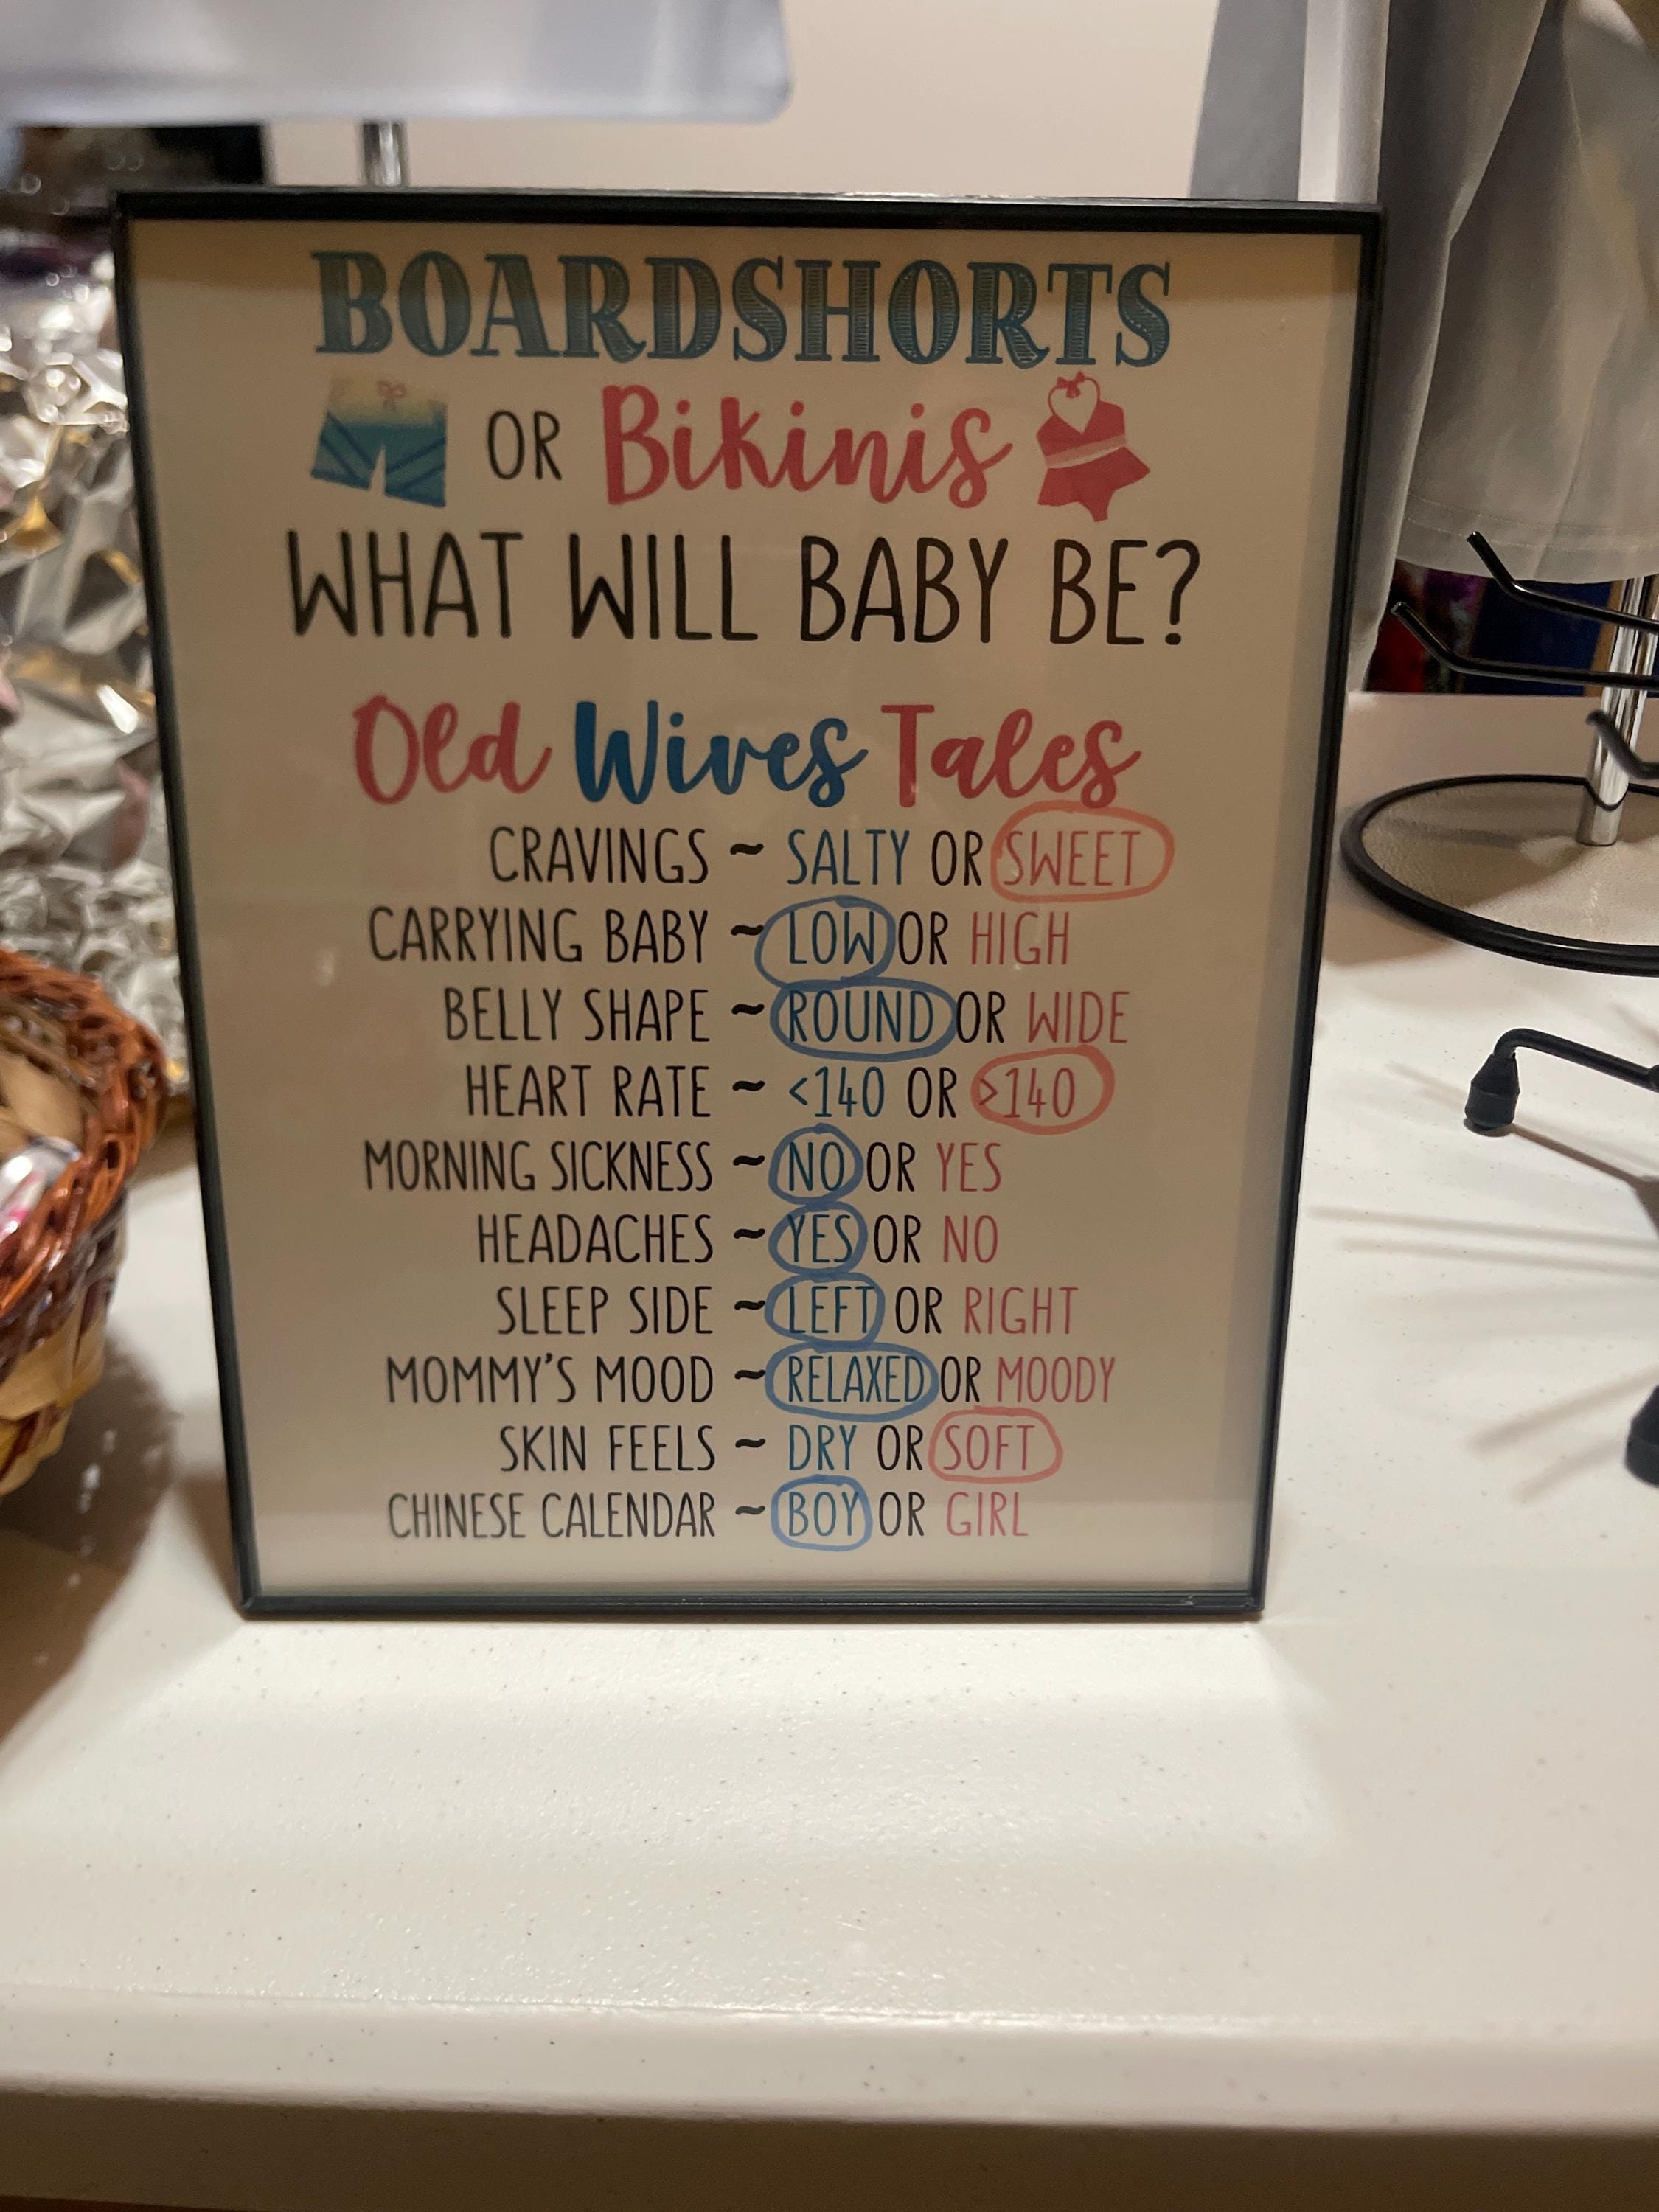 BOARDSHORTS
OR Bikinis
WHAT WILL BABY BE?
Old Wives Tales
CRAVINGS ~ SALTY OR SWEET
CARRYING BABY ~ LOW OR HIGH
BELLY SHAPE ~ ROUND OR WIDE
HEART RATE ~ <140 OR >140
MORNING SICKNESS ~ NO OR YES
HEADACHES ~ YES OR NO
SLEEP SIDE ~ LEFT OR RIGHT
MOMMY'S MOOD ~ RELAXED OR MOODY
SKIN FEELS ~ DRY OR SOFT
CHINESE CALENDAR ~ BOY OR GIRL